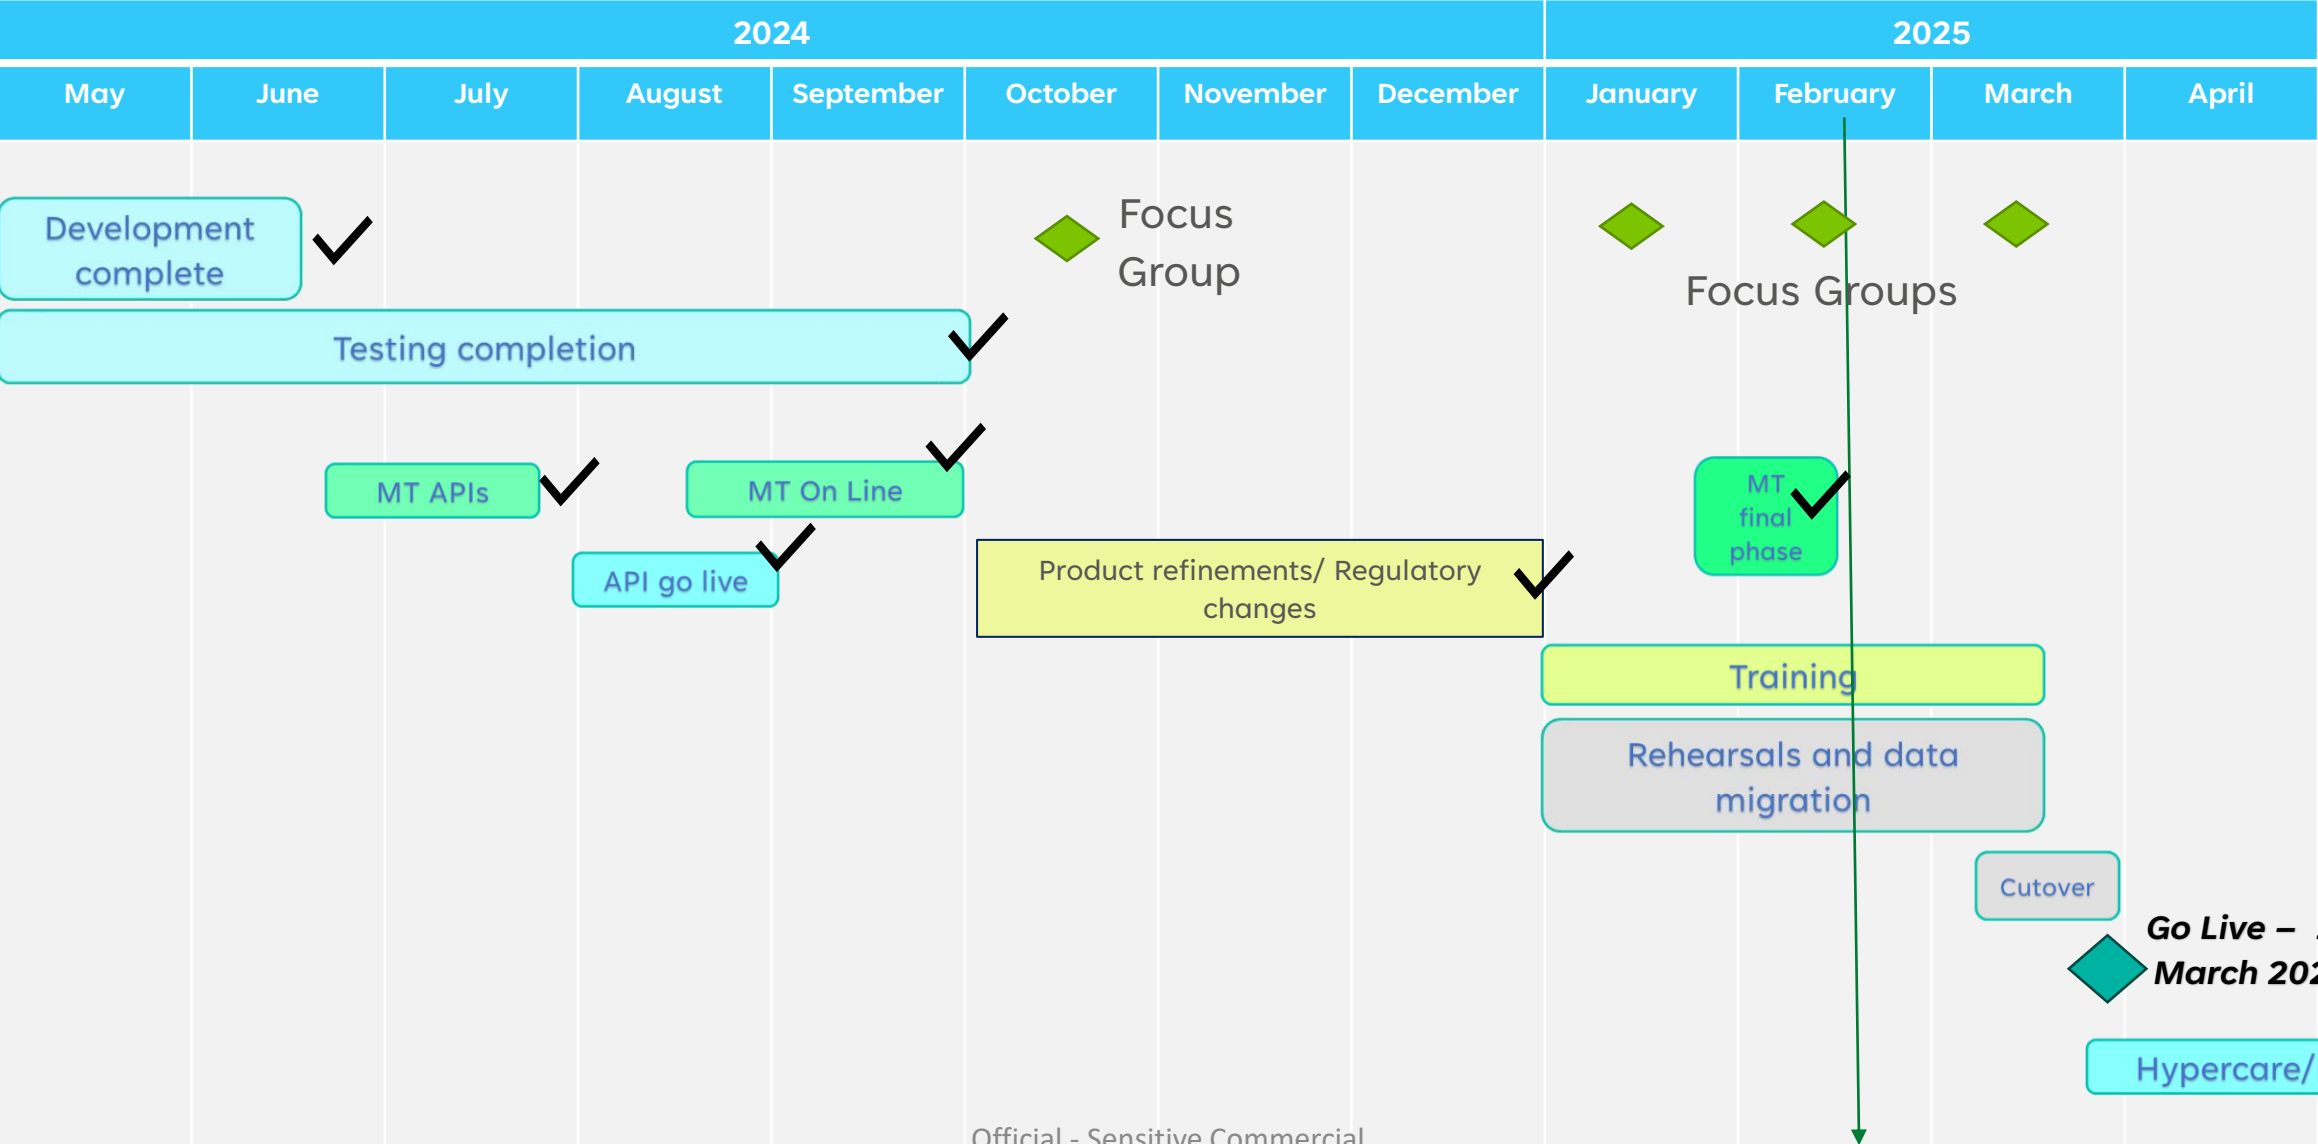 2024
2025
May
June
July
August
September
October
November
December
January
February
March
April
Development
complete
Focus
Group
Focus Groups
Testing completion
MT APIs
MT On Line
MT
final
phase
API go live
Product refinements/ Regulatory
changes
Training
Rehearsals and data
migration
Cutover
Go Live –
March
Hypercare/
Official - Sensitive Commercial